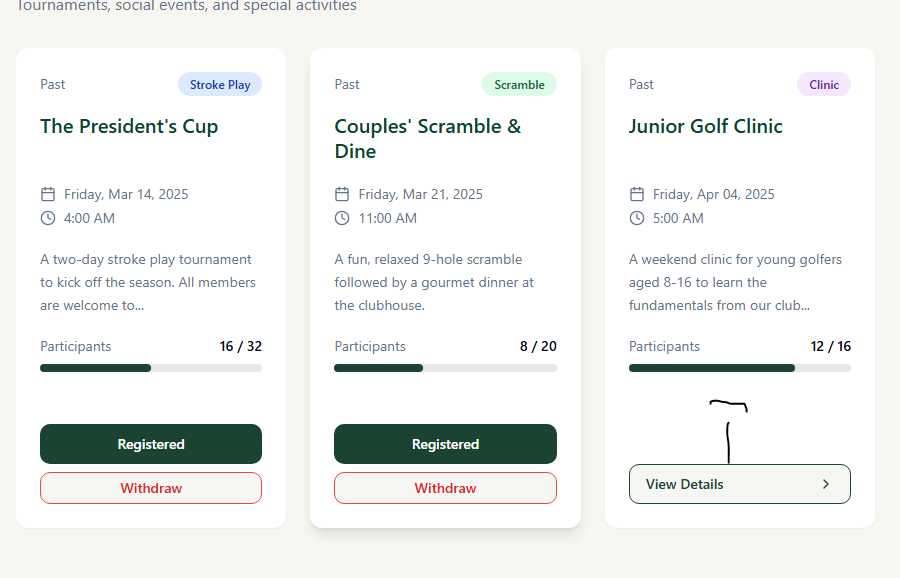 Tournaments, social events, and special activities
Past
Stroke Play
The President's Cup
Friday, Mar 14, 2025
4:00 AM
A two-day stroke play tournament
to kick off the season. All members
are welcome to...
Participants
16 / 32
Registered
Withdraw
Past
Scramble
Couples' Scramble &
Dine
Friday, Mar 21, 2025
11:00 AM
A fun, relaxed 9-hole scramble
followed by a gourmet dinner at
the clubhouse.
Participants
8 / 20
Registered
Withdraw
Past
Clinic
Junior Golf Clinic
Friday, Apr 04, 2025
5:00 AM
A weekend clinic for young golfers
aged 8-16 to learn the
fundamentals from our club...
Participants
12 / 16
View Details